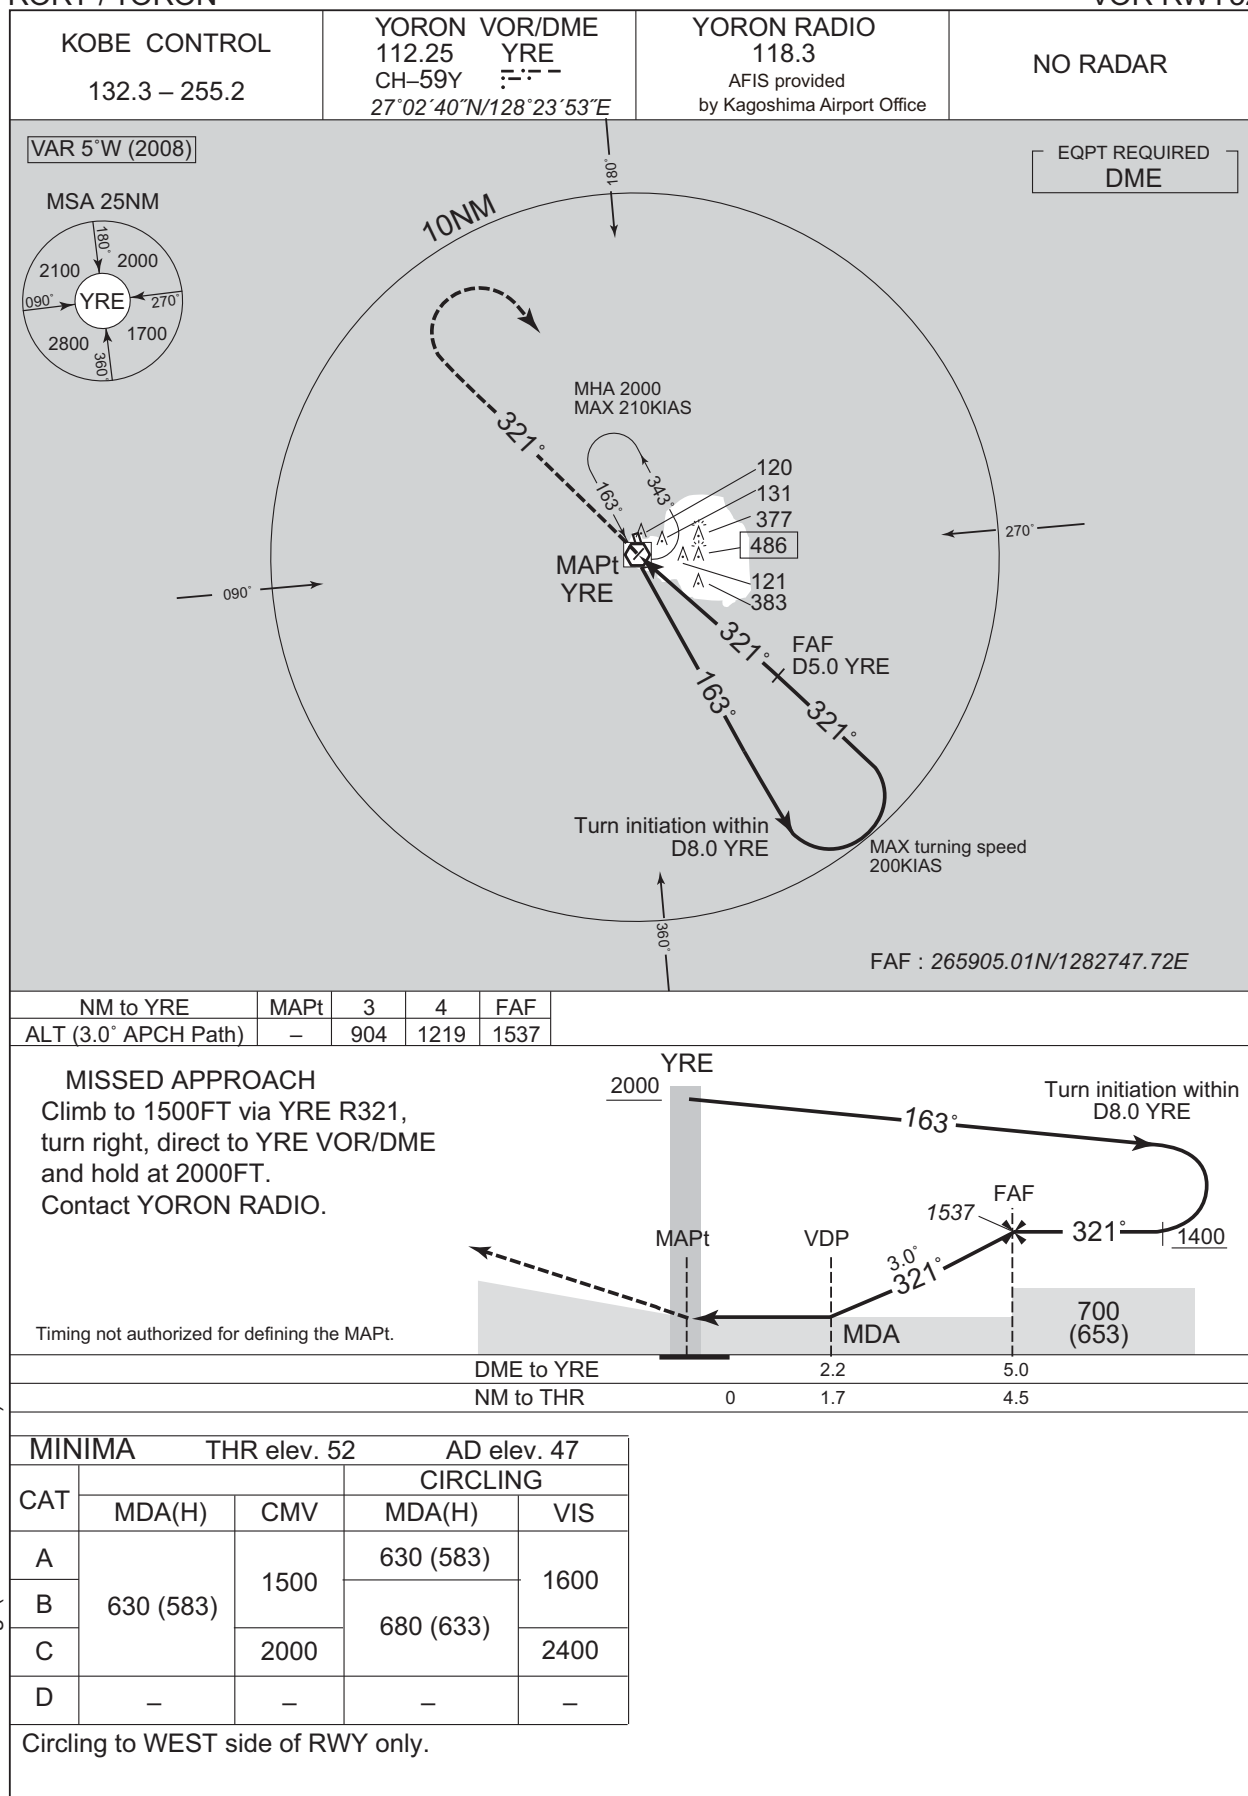 KOBE CONTROL
132.3 – 255.2
YORON VOR/DME
112.25 YRE
CH–59Y
27°02´40˝N/128°23´53˝E
YORON RADIO
118.3
AFIS provided
by Kagoshima Airport Office
NO RADAR
VAR 5°W (2008)
EQPT REQUIRED
DME
MSA 25NM
180°
2100
2000
090°
YRE
270°
2800
1700
360°
180°
10NM
321°
MHA 2000
MAX 210KIAS
163°
343°
120
131
377
486
121
383
270°
090°
MAPt
YRE
321°
FAF
D5.0 YRE
163°
321°
Turn initiation within
D8.0 YRE
MAX turning speed
200KIAS
360°
FAF : 265905.01N/1282747.72E
NM to YRE MAPt 3 4 FAF
ALT (3.0° APCH Path) – 904 1219 1537
MISSED APPROACH
Climb to 1500FT via YRE R321,
turn right, direct to YRE VOR/DME
and hold at 2000FT.
Contact YORON RADIO.
Timing not authorized for defining the MAPt.
YRE
2000
163°
Turn initiation within
D8.0 YRE
FAF
1537
321°
1400
MAPt
VDP
3.0°
321°
MDA
700
(653)
DME to YRE 2.2 5.0
NM to THR 0 1.7 4.5
MINIMA THR elev. 52 AD elev. 47
CAT
CIRCLING
MDA(H) CMV MDA(H) VIS
A
630 (583)
1500
1600
B
630 (583)
680 (633)
C
2000
2400
D – – – –
Circling to WEST side of RWY only.